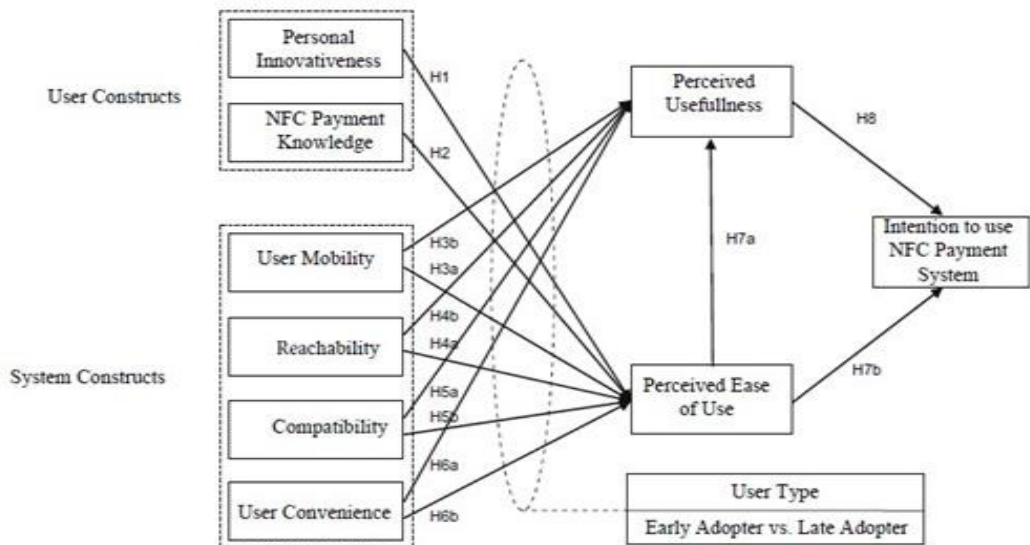 Personal
Innovativeness
User Constructs
NFC Payment
Knowledge
H1
H2
Perceived
Usefullness
H8
User Mobility
H3b
H3a
H7a
Intention to use
NFC Payment
System
Reachability
H4b
H4a
System Constructs
Compatibility
H5a
H5b
Perceived Ease
of Use
H7b
User Convenience
H6a
H6b
User Type
Early Adopter vs. Late Adopter